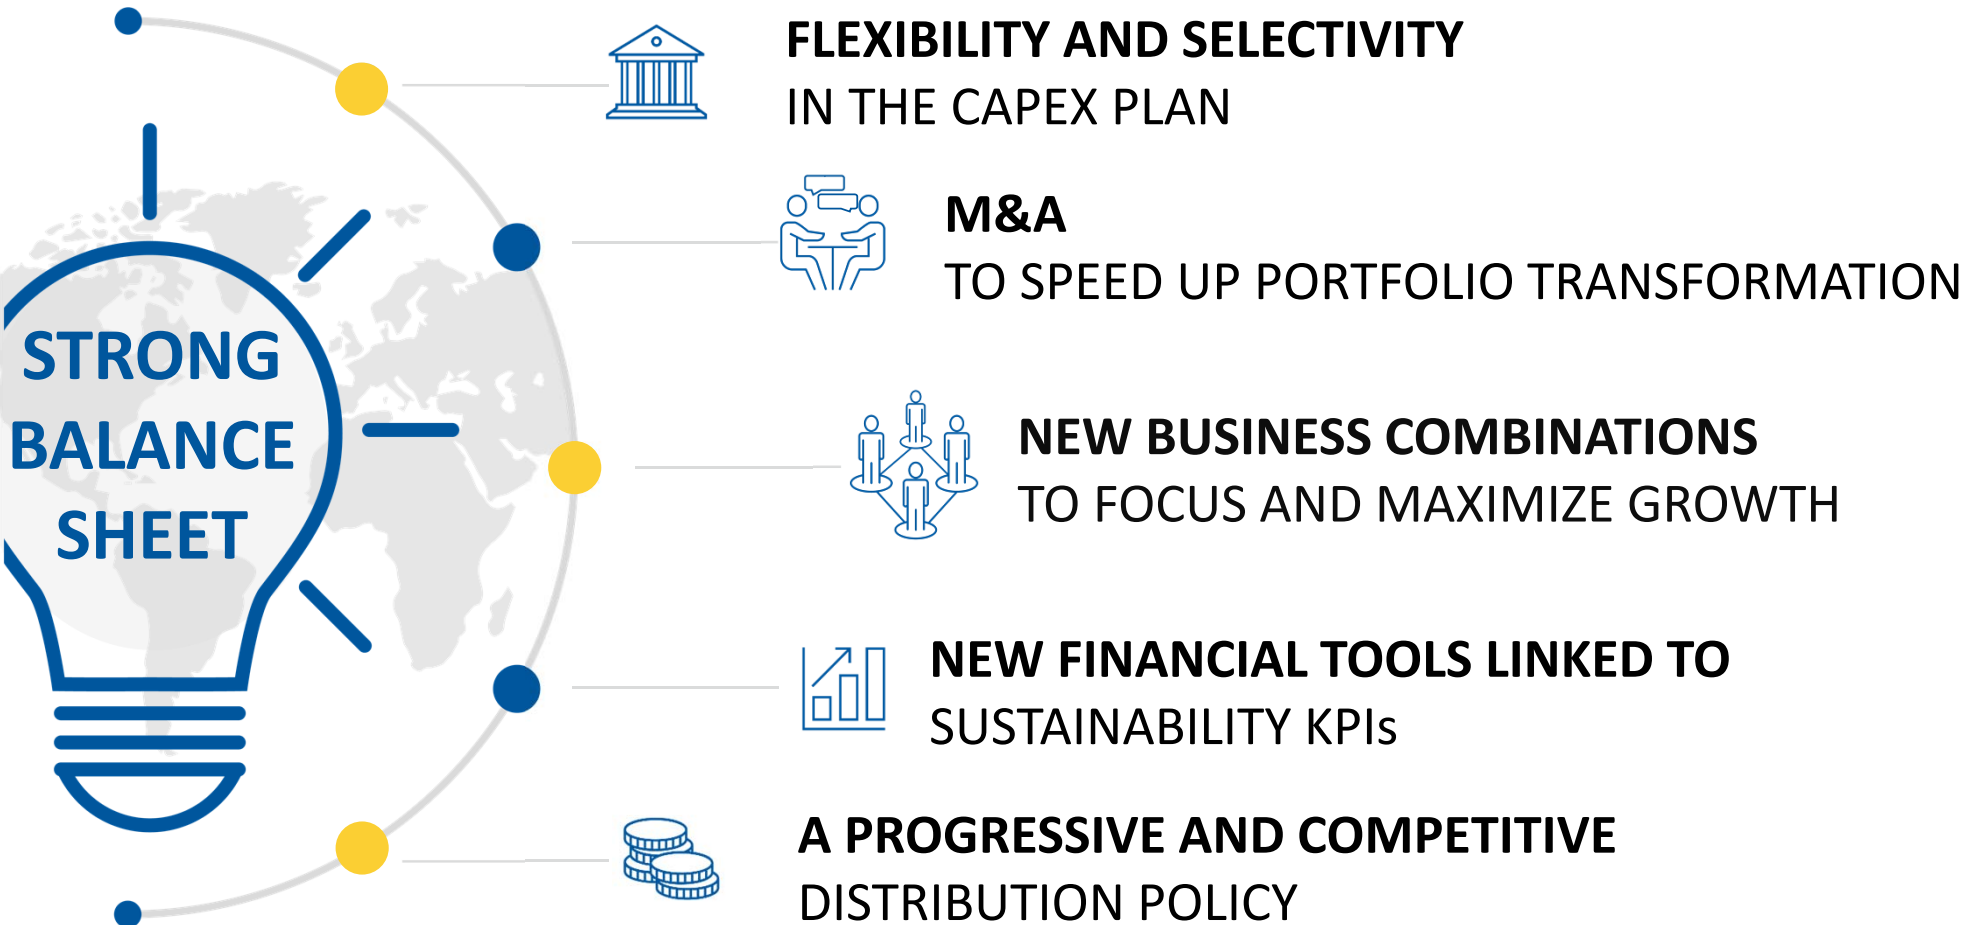 STRONG
BALANCE
SHEET
FLEXIBILITY AND SELECTIVITY
IN THE CAPEX PLAN
M&A
TO SPEED UP PORTFOLIO TRANSFORMATION
NEW BUSINESS COMBINATIONS
TO FOCUS AND MAXIMIZE GROWTH
NEW FINANCIAL TOOLS LINKED TO
SUSTAINABILITY KPIs
A PROGRESSIVE AND COMPETITIVE
DISTRIBUTION POLICY